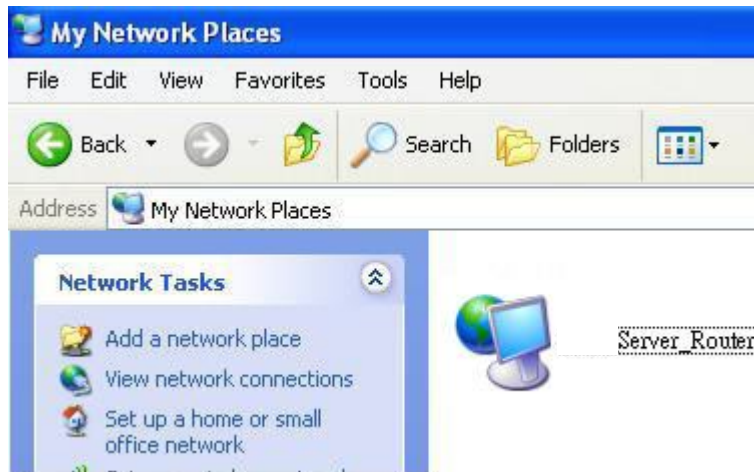 My Network Places
File Edit View Favorites Tools Help
Back Search Folders
Address My Network Places
Network Tasks
Add a network place
View network connections
Set up a home or small
office network
Server_Router